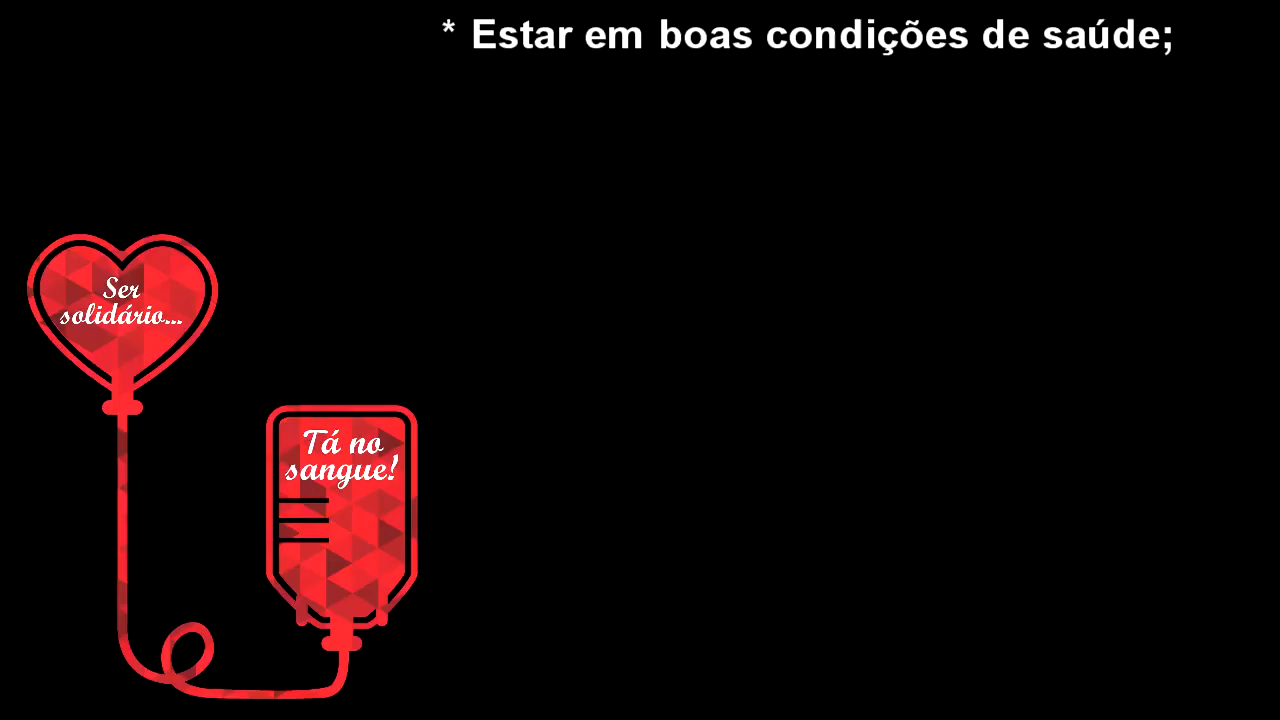 * Estar em boas condições de saúde;
Ser
solidário...
Tá no
sangue!